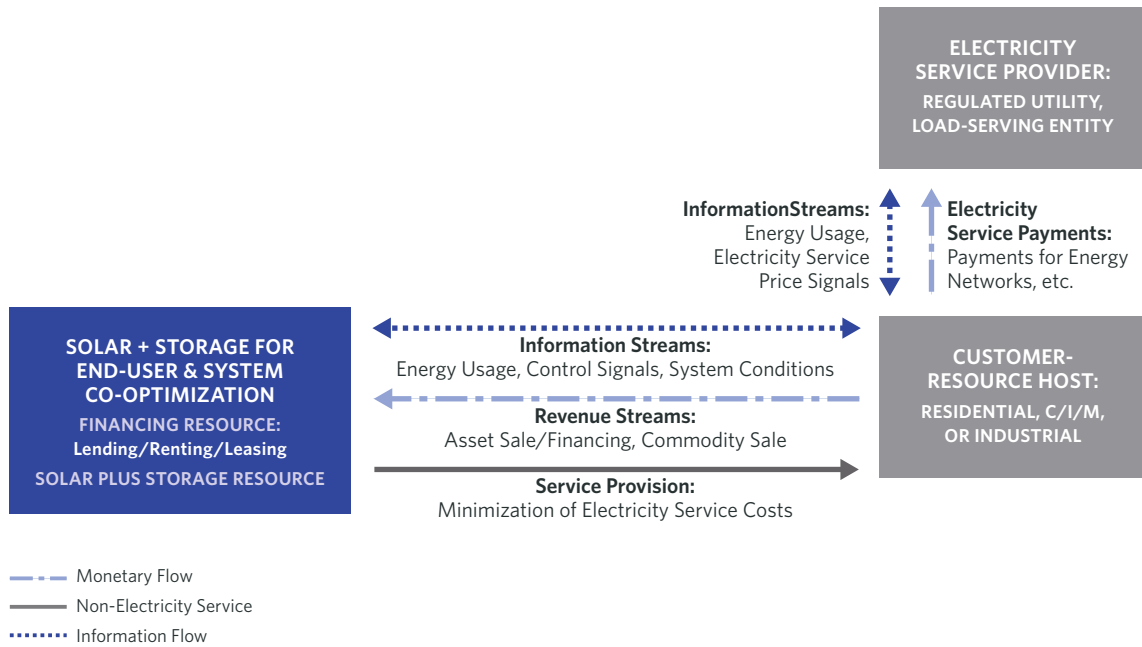 ELECTRICITY
SERVICE PROVIDER:
REGULATED UTILITY,
LOAD-SERVING ENTITY
InformationStreams:
Energy Usage,
Electricity Service
Price Signals
Electricity
Service Payments:
Payments for Energy
Networks, etc.
SOLAR + STORAGE FOR
END-USER & SYSTEM
CO-OPTIMIZATION
FINANCING RESOURCE:
Lending/Renting/Leasing
SOLAR PLUS STORAGE RESOURCE
Information Streams:
Energy Usage, Control Signals, System Conditions
Revenue Streams:
Asset Sale/Financing, Commodity Sale
Service Provision:
Minimization of Electricity Service Costs
CUSTOMER-
RESOURCE HOST:
RESIDENTIAL, C/I/M,
OR INDUSTRIAL
Monetary Flow
Non-Electricity Service
Information Flow